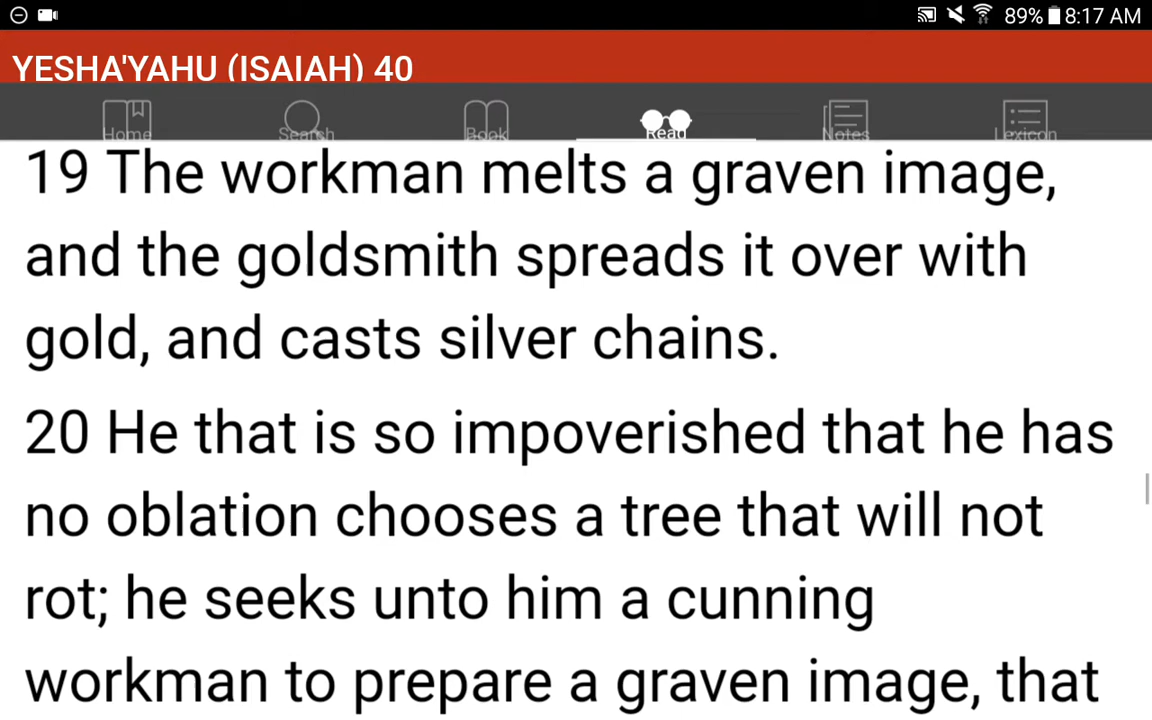 89% 8:17 AM
YESHA'YAHU (ISAIAH) 40
Home Search Book Read Notes Lexicon
19 The workman melts a graven image,
and the goldsmith spreads it over with
gold, and casts silver chains.
20 He that is so impoverished that he has
no oblation chooses a tree that will not
rot; he seeks unto him a cunning
workman to prepare a graven image, that